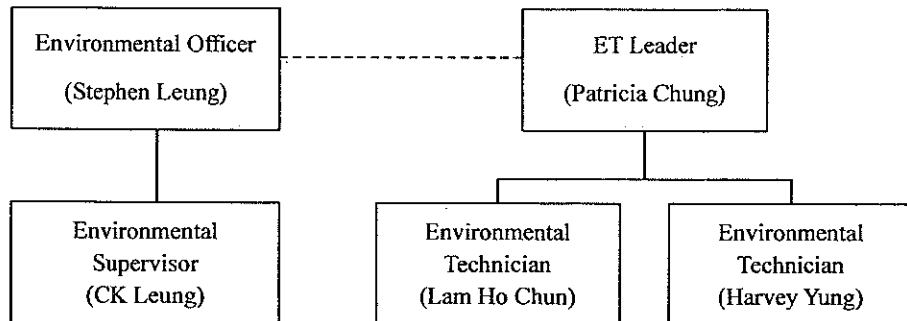 Environmental Officer
(Stephen Leung)
ET Leader
(Patricia Chung)
Environmental
Supervisor
(CK Leung)
Environmental
Technician
(Lam Ho Chun)
Environmental
Technician
(Harvey Yung)